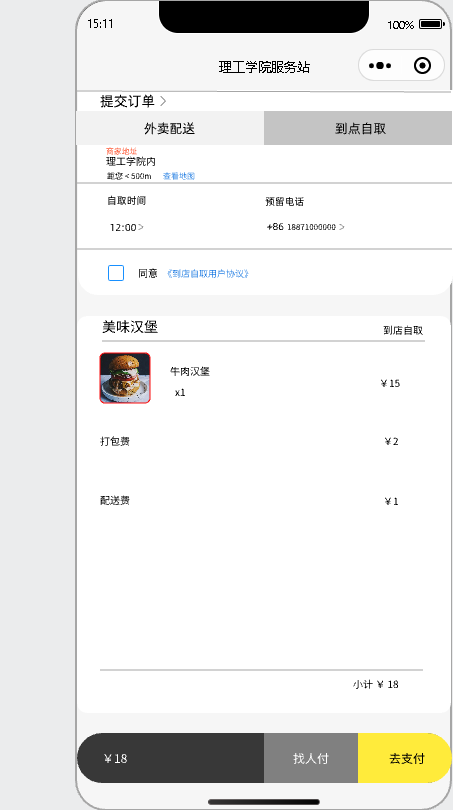 15:11
100%
理工学院服务站
提交订单 >
外卖配送
到点自取
商家地址
理工学院内
距您 < 500m 查看地图
自取时间
预留电话
12:00 >
+86 18871000000 >
同意 《到店自取用户协议》
美味汉堡
到店自取
牛肉汉堡
x1
￥15
打包费
￥2
配送费
￥1
小计 ￥ 18
￥18
找人付
去支付